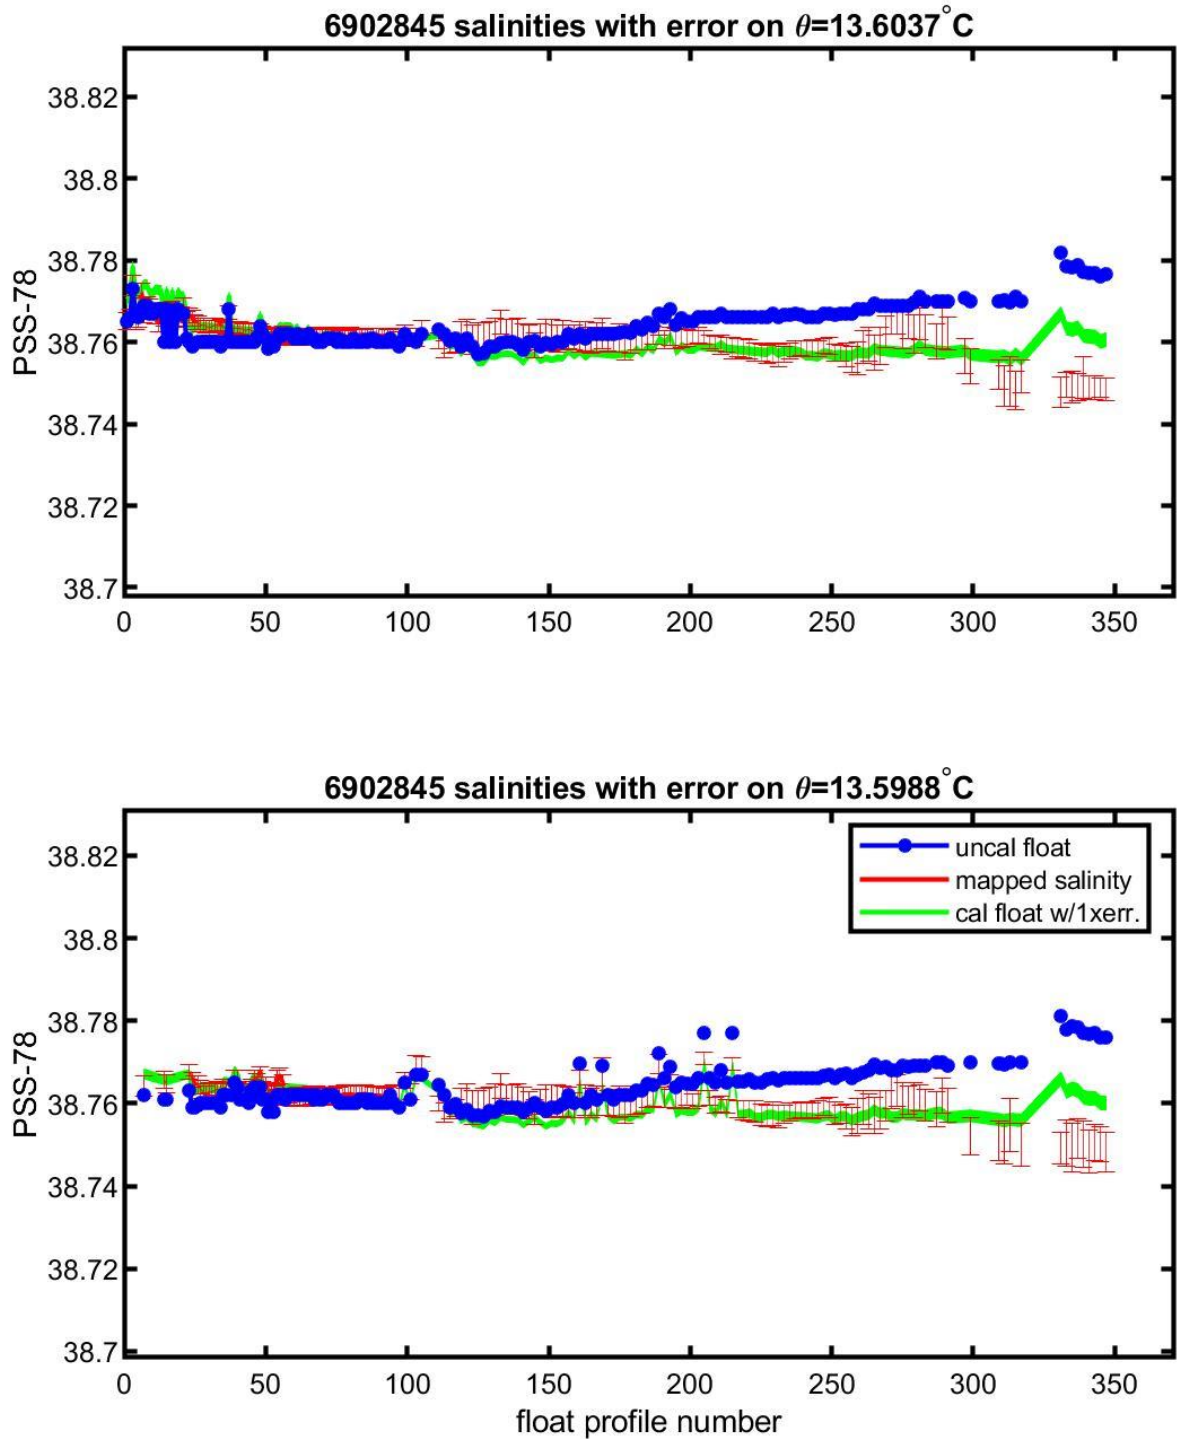 6902845 salinities with error on θ=13.6037°C
38.82
38.8
38.78
38.76
38.74
38.72
38.7
PSS-78
0 50 100 150 200 250 300 350
6902845 salinities with error on θ=13.5988°C
uncal float
mapped salinity
cal float w/1xerr.
38.82
38.8
38.78
38.76
38.74
38.72
38.7
PSS-78
0 50 100 150 200 250 300 350
float profile number